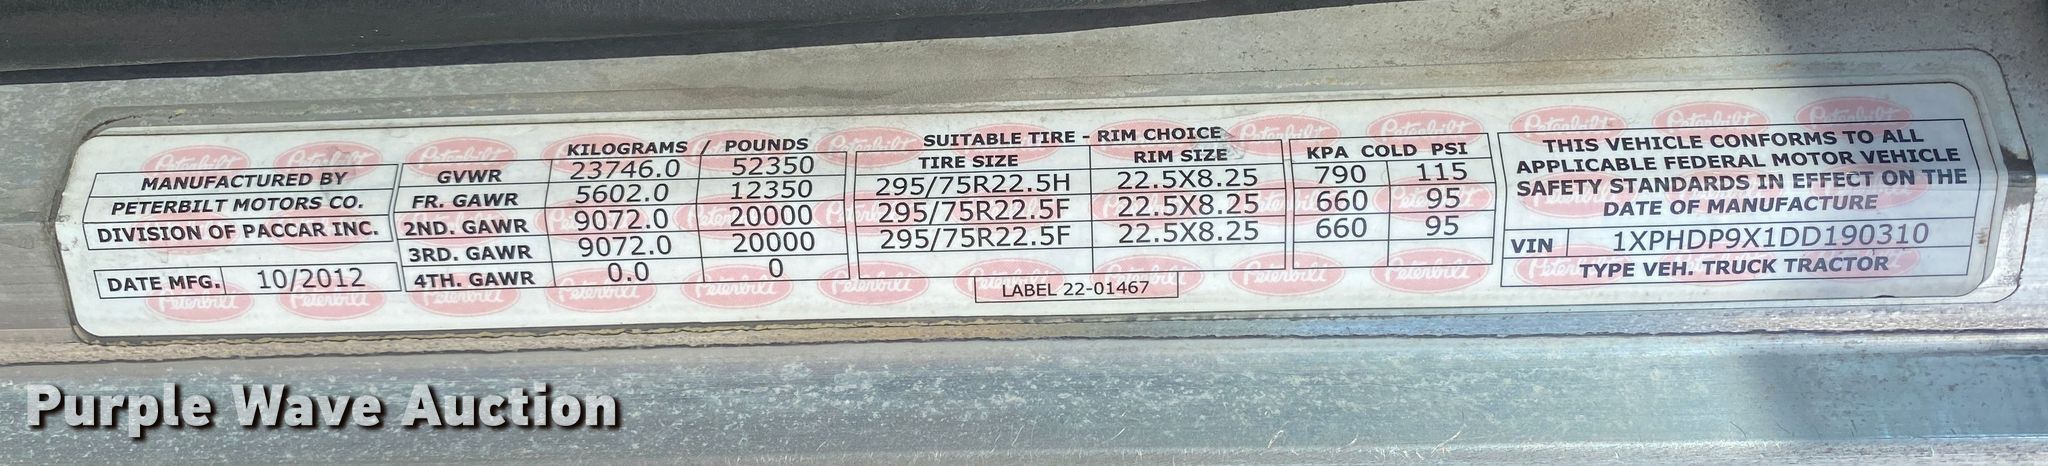 MANUFACTURED BY
PETERBILT MOTORS CO.
DIVISION OF PACCAR INC.
DATE MFG. 10/2012
KILOGRAMS / POUNDS
GVWR 23746.0 52350
FR. GAWR 5602.0 12350
2ND. GAWR 9072.0 20000
3RD. GAWR 9072.0 20000
4TH. GAWR 0.0 0
SUITABLE TIRE - RIM CHOICE
TIRE SIZE RIM SIZE KPA COLD PSI
295/75R22.5H 22.5X8.25 790 115
295/75R22.5F 22.5X8.25 660 95
295/75R22.5F 22.5X8.25 660 95
LABEL 22-01467
THIS VEHICLE CONFORMS TO ALL
APPLICABLE FEDERAL MOTOR VEHICLE
SAFETY STANDARDS IN EFFECT ON THE
DATE OF MANUFACTURE
VIN 1XPHDP9X1DD190310
TYPE VEH. TRUCK TRACTOR
Peterbilt
Purple Wave Auction